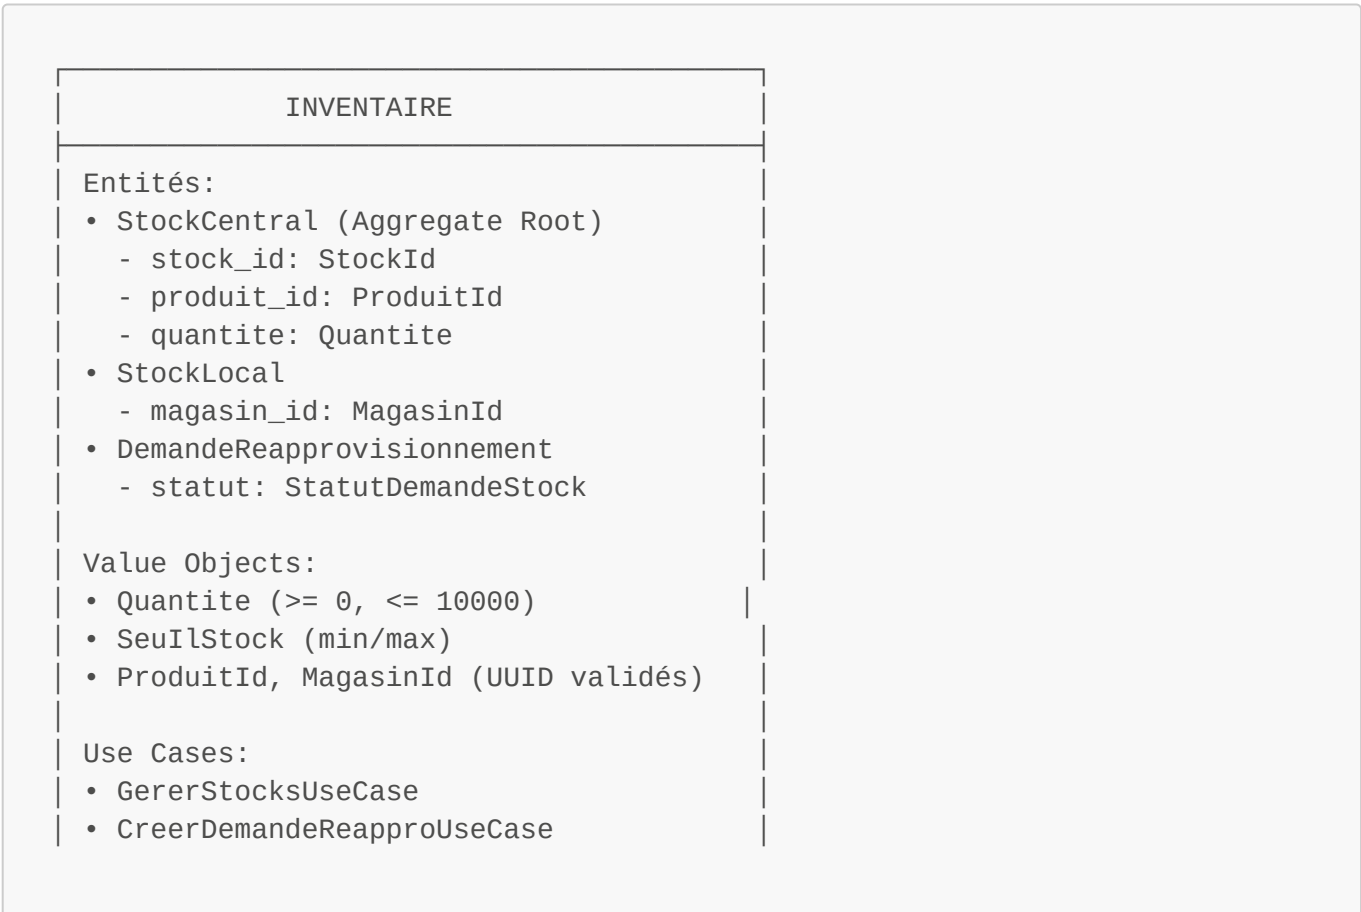 INVENTAIRE
Entités:
• StockCentral (Aggregate Root)
- stock_id: StockId
- produit_id: ProduitId
- quantite: Quantite
• StockLocal
- magasin_id: MagasinId
• DemandeReapprovisionnement
- statut: StatutDemandeStock
Value Objects:
• Quantite (>= 0, <= 10000)
• SeuIlStock (min/max)
• ProduitId, MagasinId (UUID validés)
Use Cases:
• GererStocksUseCase
• CreerDemandeReapproUseCase